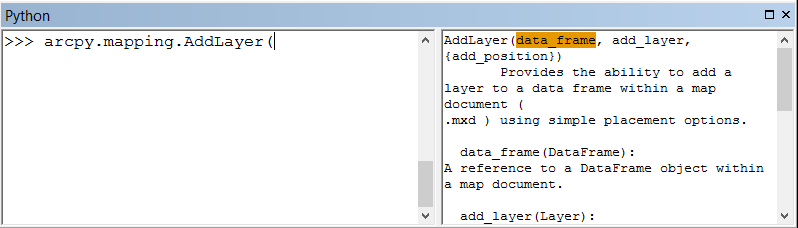 Python
>>> arcpy.mapping.AddLayer(
AddLayer(data_frame, add_layer,
{add_position})
Provides the ability to add a
layer to a data frame within a map
document (
.mxd ) using simple placement options.
data_frame(DataFrame):
A reference to a DataFrame object within
a map document.
add_layer(Layer):